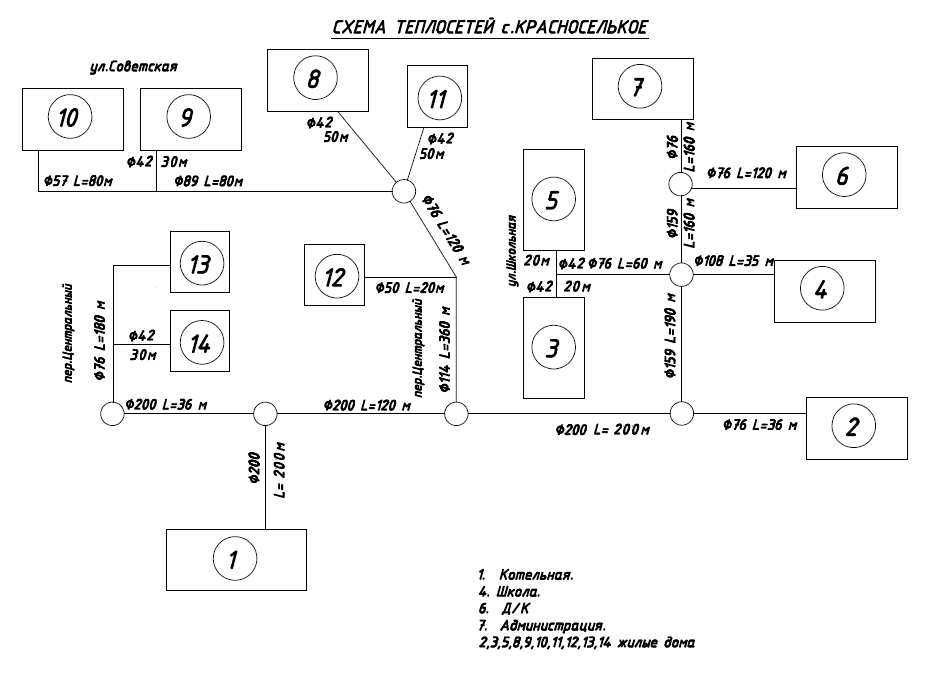 СХЕМА ТЕПЛОСЕТЕЙ с.КРАСНОСЕЛЬКОЕ
ул.Советская
8
7
11
10
9
Ф42
50м
Ф42
50м
Ф76
L=160 м
Ф42 30м
Ф57 L=80м
Ф89 L=80м
Ф76 L=120 м
6
5
Ф76 L=120 м
Ф159
L=160 м
ул.Школьная
13
12
20м
Ф42 Ф76 L=60 м
Ф108 L=35 м
Ф50 L=20м
Ф42 20 м
4
пер.Центральный
Ф76 L=180 м
Ф42
30м
14
пер.Центральный
Ф114 L=360 м
3
Ф159 L=190 м
Ф200 L=36 м
Ф200 L=120 м
Ф200 L= 200м
Ф76 L=36 м
2
Ф200
L= 200м
1
1. Котельная.
4. Школа.
6. Д/К
7. Администрация.
2,3,5,8,9,10,11,12,13,14 жилые дома